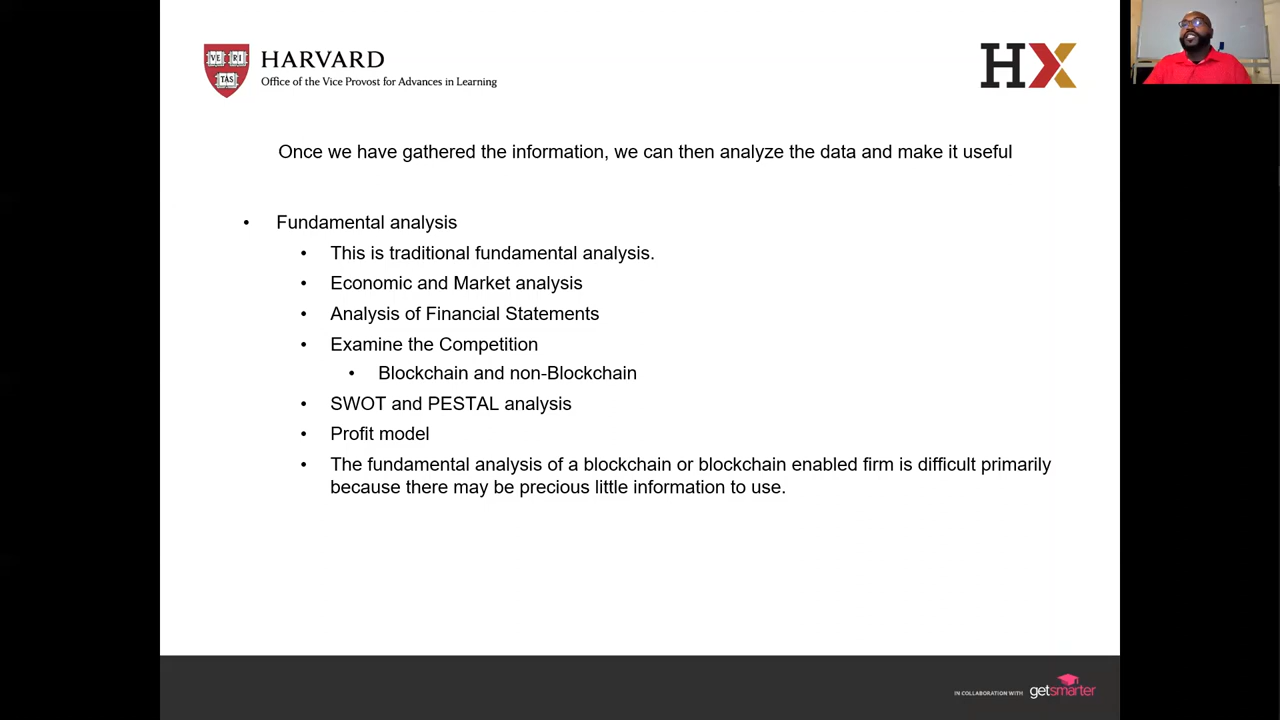 VE RI
TAS
HARVARD
Office of the Vice Provost for Advances in Learning
HX
Once we have gathered the information, we can then analyze the data and make it useful
• Fundamental analysis
• This is traditional fundamental analysis.
• Economic and Market analysis
• Analysis of Financial Statements
• Examine the Competition
• Blockchain and non-Blockchain
• SWOT and PESTAL analysis
• Profit model
• The fundamental analysis of a blockchain or blockchain enabled firm is difficult primarily
because there may be precious little information to use.
IN COLLABORATION WITH getsmarter